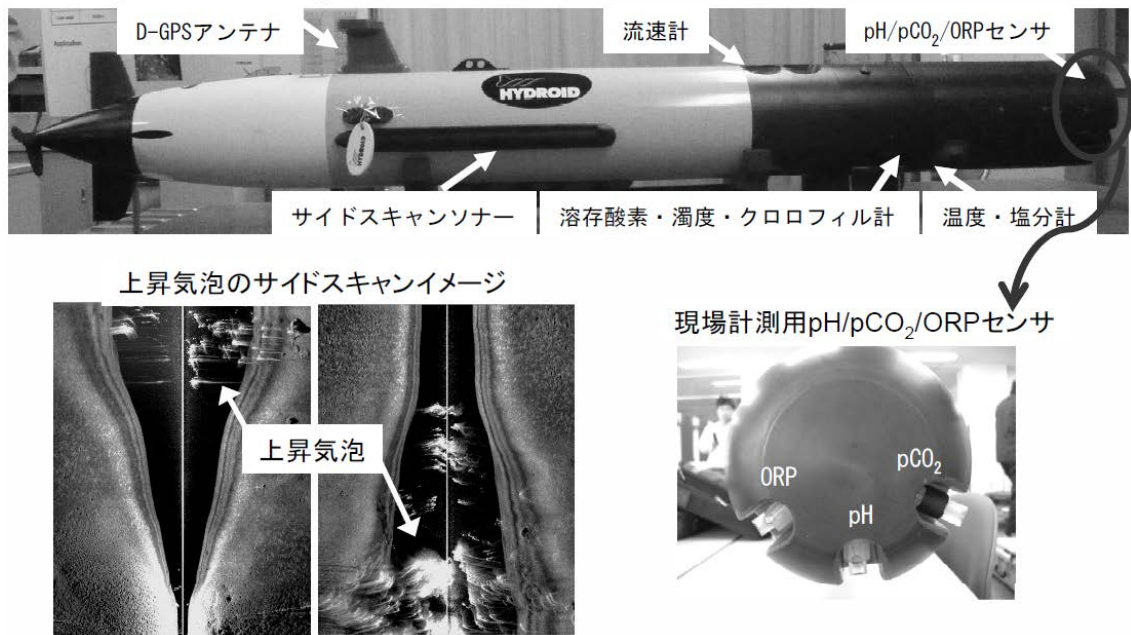 D-GPSアンテナ
流速計
pH/pCO₂/ORPセンサ
Application
HYDROID
HYDROID
サイドスキャンソナー
溶存酸素・濁度・クロロフィル計
温度・塩分計
上昇気泡のサイドスキャンイメージ
上昇気泡
現場計測用pH/pCO₂/ORPセンサ
ORP
pCO₂
pH